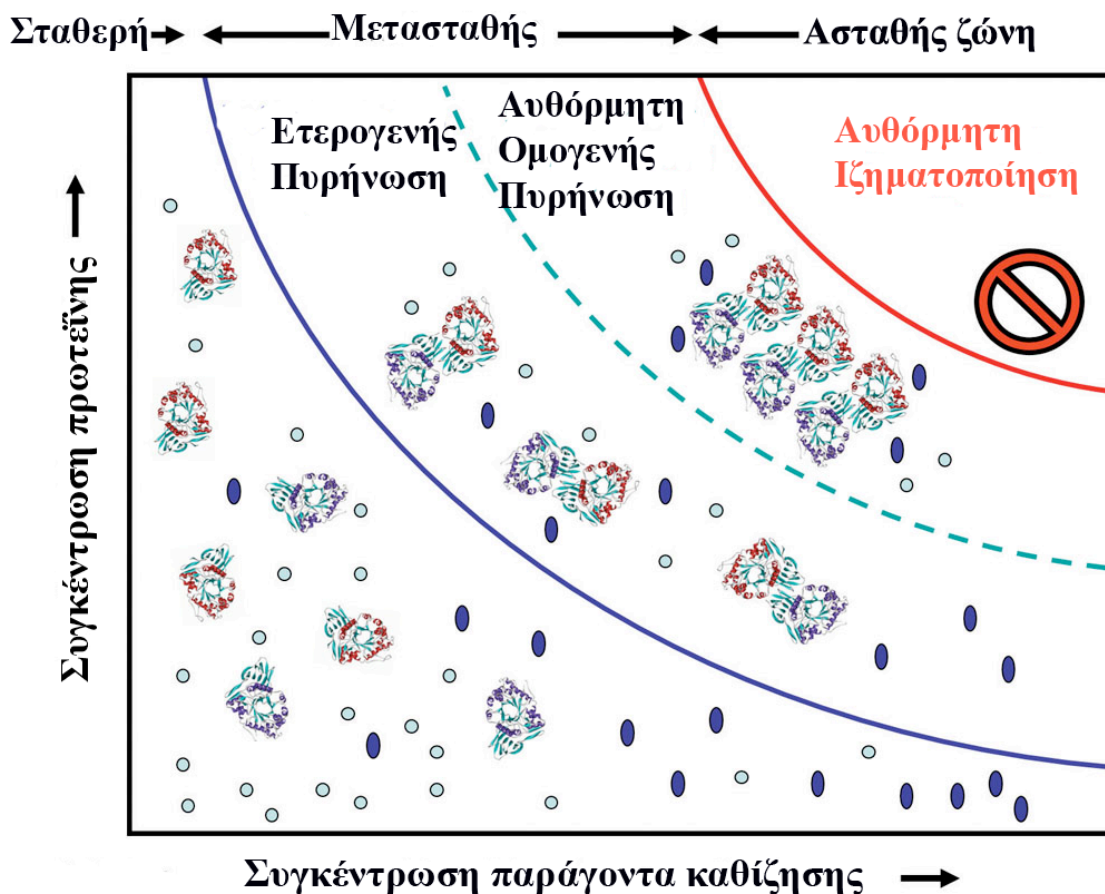 Σταθερή
Μετασταθής
Ασταθής ζώνη
Ετερογενής
Πυρήνωση
Αυθόρμητη
Ομογενής
Πυρήνωση
Αυθόρμητη
Ιζηματοποίηση
Συγκέντρωση πρωτεΐνης
Συγκέντρωση παράγοντα καθίζησης